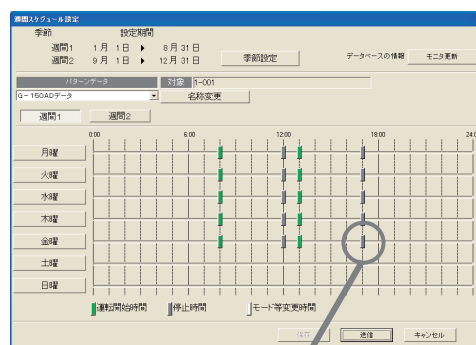 週間スケジュール設定
季節 設定期間
週間1 1月 1日 ▶ 8月 31日
週間2 9月 1日 ▶ 12月 31日
季節設定 データベースの情報 モニタ更新
パターンデータ 対象 1-001
G-150ADデータ 名称変更
週間1 週間2
0:00 6:00 12:00 18:00 24:0
月曜
火曜
水曜
木曜
金曜
土曜
日曜
運転開始時間 停止時間 モード等変更時間
保存 送信 キャンセル